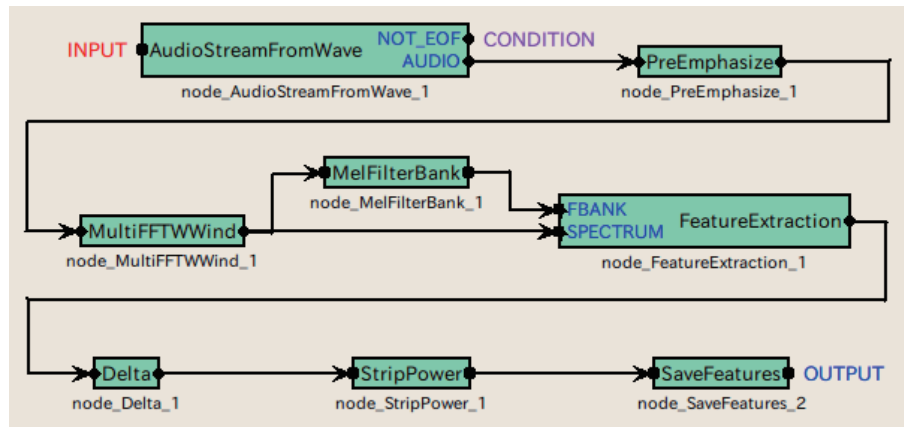 INPUT AudioStreamFromWave NOT_EOF CONDITION
AUDIO PreEmphasize
node_AudioStreamFromWave_1 node_PreEmphasize_1
MelFilterBank
node_MelFilterBank_1
FBANK FeatureExtraction
MultiFFTWWind SPECTRUM
node_MultiFFTWWind_1 node_FeatureExtraction_1
Delta StripPower SaveFeatures OUTPUT
node_Delta_1 node_StripPower_1 node_SaveFeatures_2